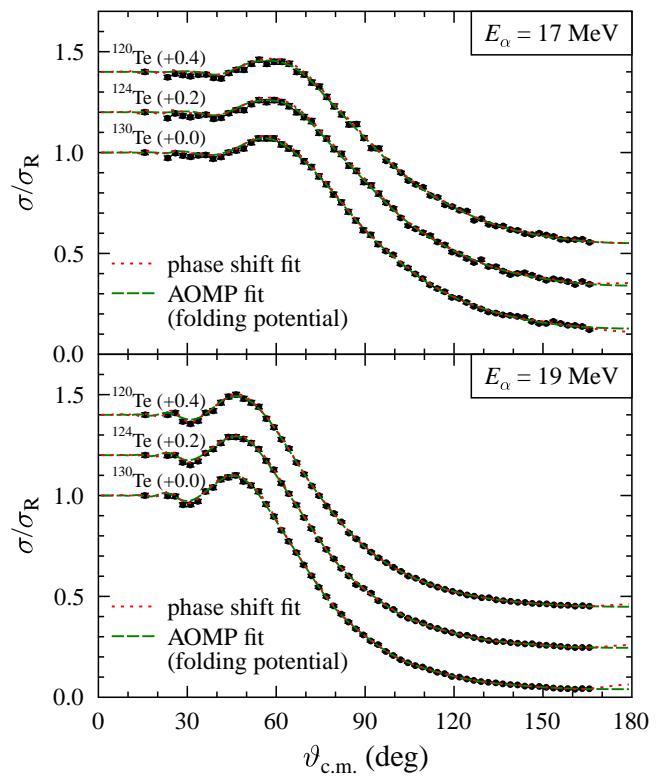 E_α = 17 MeV
1.5
¹²⁰Te (+0.4)
¹²⁴Te (+0.2)
¹³⁰Te (+0.0)
1.0
σ/σ_R
0.5
phase shift fit
AOMP fit
(folding potential)
0.0
E_α = 19 MeV
1.5
¹²⁰Te (+0.4)
¹²⁴Te (+0.2)
¹³⁰Te (+0.0)
1.0
σ/σ_R
0.5
phase shift fit
AOMP fit
(folding potential)
0.0
0 30 60 90 120 150 180
ϑ_c.m. (deg)